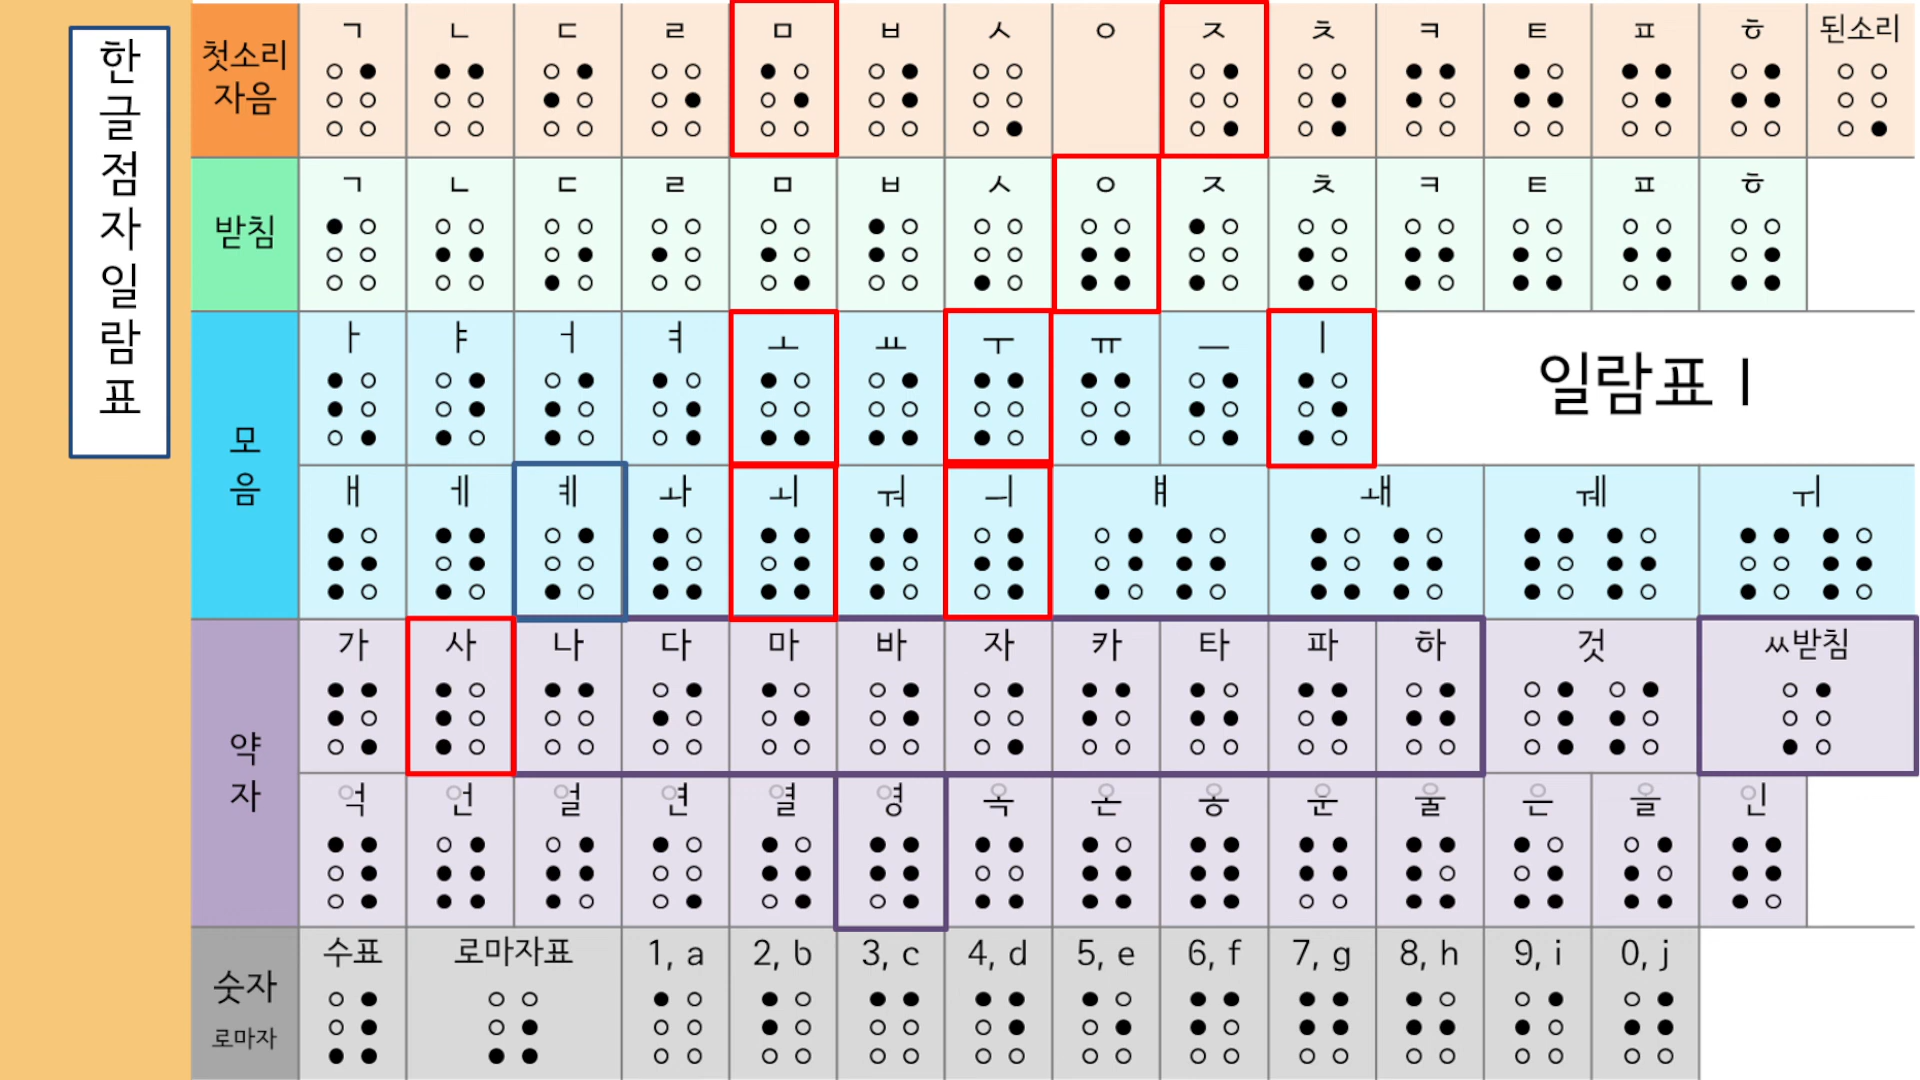 한글점자일람표
첫소리 자음 ㄱ ㄴ ㄷ ㄹ ㅁ ㅂ ㅅ ㅇ ㅈ ㅊ ㅋ ㅌ ㅍ ㅎ 된소리
받침 ㄱ ㄴ ㄷ ㄹ ㅁ ㅂ ㅅ ㅇ ㅈ ㅊ ㅋ ㅌ ㅍ ㅎ
모음 ㅏ ㅑ ㅓ ㅕ ㅗ ㅛ ㅜ ㅠ ㅡ ㅣ 일람표 Ⅰ
ㅐ ㅔ ㅖ ㅘ ㅚ ㅝ ㅢ ㅒ ㅙ ㅞ ㅟ
약자 가 사 나 다 마 바 자 카 타 파 하 것 ㅆ받침
억 언 얼 연 열 영 옥 온 옹 운 울 은 을 인
숫자 로마자 수표 로마자표 1, a 2, b 3, c 4, d 5, e 6, f 7, g 8, h 9, i 0, j